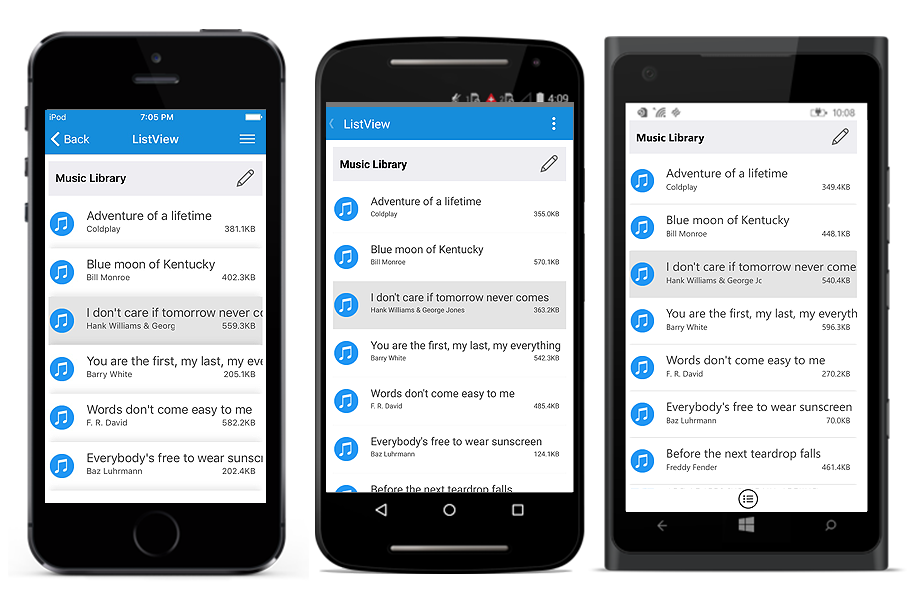 iPod 7:05 PM
Back ListView
Music Library
Adventure of a lifetime
Coldplay 381.1KB
Blue moon of Kentucky
Bill Monroe 402.3KB
I don't care if tomorrow never co
Hank Williams & Georg 559.3KB
You are the first, my last, my eve
Barry White 205.1KB
Words don't come easy to me
F. R. David 582.2KB
Everybody's free to wear sunscr
Baz Luhrmann 202.4KB
4:09
ListView
Music Library
Adventure of a lifetime
Coldplay 355.0KB
Blue moon of Kentucky
Bill Monroe 570.1KB
I don't care if tomorrow never comes
Hank Williams & George Jones 363.2KB
You are the first, my last, my everything
Barry White 542.3KB
Words don't come easy to me
F. R. David 485.4KB
Everybody's free to wear sunscreen
Baz Luhrmann 124.1KB
Before the next teardrop falls
10:08
Music Library
Adventure of a lifetime
Coldplay 349.4KB
Blue moon of Kentucky
Bill Monroe 448.1KB
I don't care if tomorrow never come
Hank Williams & George Jc 540.4KB
You are the first, my last, my everyth
Barry White 596.3KB
Words don't come easy to me
F. R. David 270.2KB
Everybody's free to wear sunscreen
Baz Luhrmann 70.0KB
Before the next teardrop falls
Freddy Fender 461.4KB